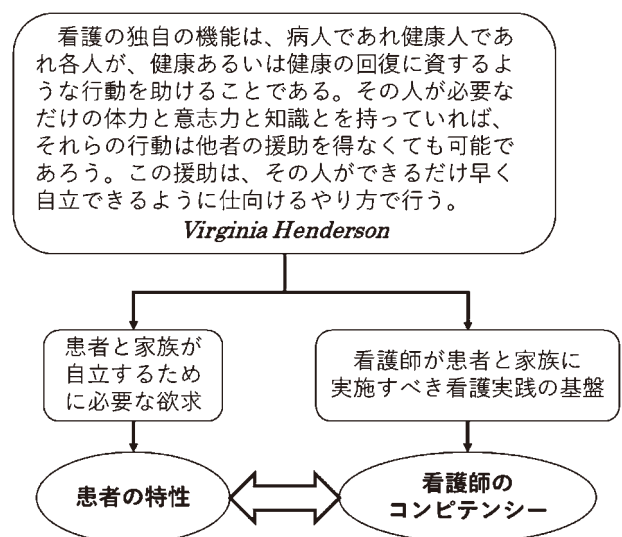 看護の独自の機能は、病人であれ健康人であ
れ各人が、健康あるいは健康の回復に資するよ
うな行動を助けることである。その人が必要な
だけの体力と意志力と知識とを持っていれば、
それらの行動は他者の援助を得なくても可能で
あろう。この援助は、その人ができるだけ早く
自立できるように仕向けるやり方で行う。
Virginia Henderson
患者と家族が
自立するため
に必要な欲求
看護師が患者と家族に
実施すべき看護実践の基盤
患者の特性
看護師の
コンピテンシー